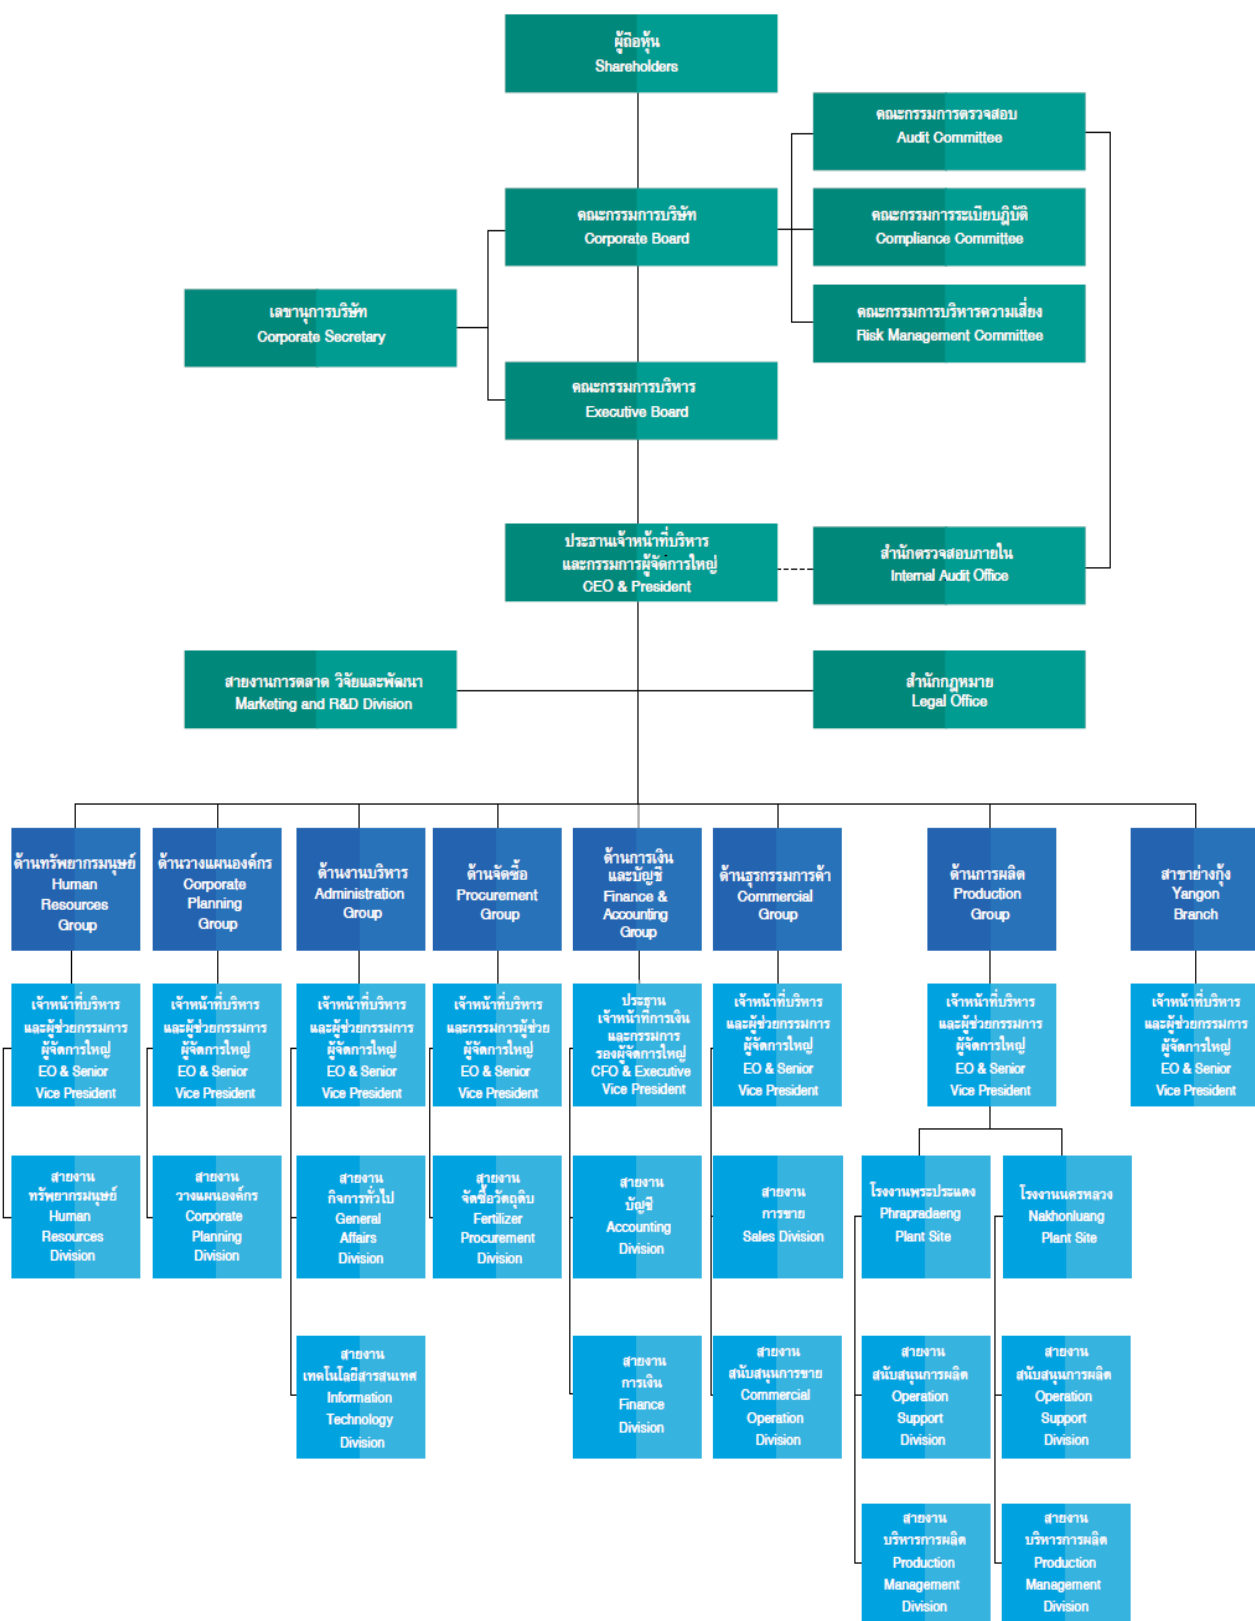 ผู้ถือหุ้น
Shareholders
คณะกรรมการตรวจสอบ
Audit Committee
คณะกรรมการบริษัท
Corporate Board
คณะกรรมการระเบียบฏิบัติ
Compliance Committee
เลขานุการบริษัท
Corporate Secretary
คณะกรรมการบริหารความเสี่ยง
Risk Management Committee
คณะกรรมการบริหาร
Executive Board
ประธานเจ้าหน้าที่บริหาร
และกรรมการผู้จัดการใหญ่
CEO & President
สำนักตรวจสอบภายใน
Internal Audit Office
สายงานการตลาด วิจัยและพัฒนา
Marketing and R&D Division
สำนักกฎหมาย
Legal Office
ด้านทรัพยากรมนุษย์
Human
Resources
Group
ด้านวางแผนองค์กร
Corporate
Planning
Group
ด้านงานบริหาร
Administration
Group
ด้านจัดซื้อ
Procurement
Group
ด้านการเงิน
และบัญชี
Finance &
Accounting
Group
ด้านธุรกรรมการค้า
Commercial
Group
ด้านการผลิต
Production
Group
สาขาย่างกุ้ง
Yangon
Branch
เจ้าหน้าที่บริหาร
และผู้ช่วยกรรมการ
ผู้จัดการใหญ่
EO & Senior
Vice President
เจ้าหน้าที่บริหาร
และผู้ช่วยกรรมการ
ผู้จัดการใหญ่
EO & Senior
Vice President
เจ้าหน้าที่บริหาร
และผู้ช่วยกรรมการ
ผู้จัดการใหญ่
EO & Senior
Vice President
เจ้าหน้าที่บริหาร
และกรรมการผู้ช่วย
ผู้จัดการใหญ่
EO & Senior
Vice President
ประธาน
เจ้าหน้าที่การเงิน
และกรรมการ
รองผู้จัดการใหญ่
CFO & Executive
Vice President
เจ้าหน้าที่บริหาร
และผู้ช่วยกรรมการ
ผู้จัดการใหญ่
EO & Senior
Vice President
เจ้าหน้าที่บริหาร
และผู้ช่วยกรรมการ
ผู้จัดการใหญ่
EO & Senior
Vice President
เจ้าหน้าที่บริหาร
และผู้ช่วยกรรมการ
ผู้จัดการใหญ่
EO & Senior
Vice President
สายงาน
ทรัพยากรมนุษย์
Human
Resources
Division
สายงาน
วางแผนองค์กร
Corporate
Planning
Division
สายงาน
กิจการทั่วไป
General
Affairs
Division
สายงาน
จัดซื้อวัตถุดิบ
Fertilizer
Procurement
Division
สายงาน
บัญชี
Accounting
Division
สายงาน
การขาย
Sales Division
โรงงานพระประแดง
Phrapradaeng
Plant Site
โรงงานนครหลวง
Nakhonluang
Plant Site
สายงาน
เทคโนโลยีสารสนเทศ
Information
Technology
Division
สายงาน
การเงิน
Finance
Division
สายงาน
สนับสนุนการขาย
Commercial
Operation
Division
สายงาน
สนับสนุนการผลิต
Operation
Support
Division
สายงาน
สนับสนุนการผลิต
Operation
Support
Division
สายงาน
บริหารการผลิต
Production
Management
Division
สายงาน
บริหารการผลิต
Production
Management
Division